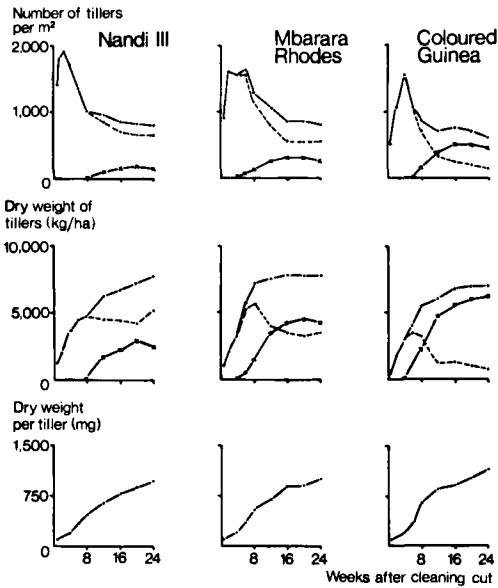 Number of tillers
per m²
Nandi III
Mbarara
Rhodes
Coloured
Guinea
2,000
1,000
0
Dry weight of
tillers (kg/ha)
10,000
5,000
0
Dry weight
per tiller (mg)
1,500
750
0
8 16 24 8 16 24 8 16 24
Weeks after cleaning cut